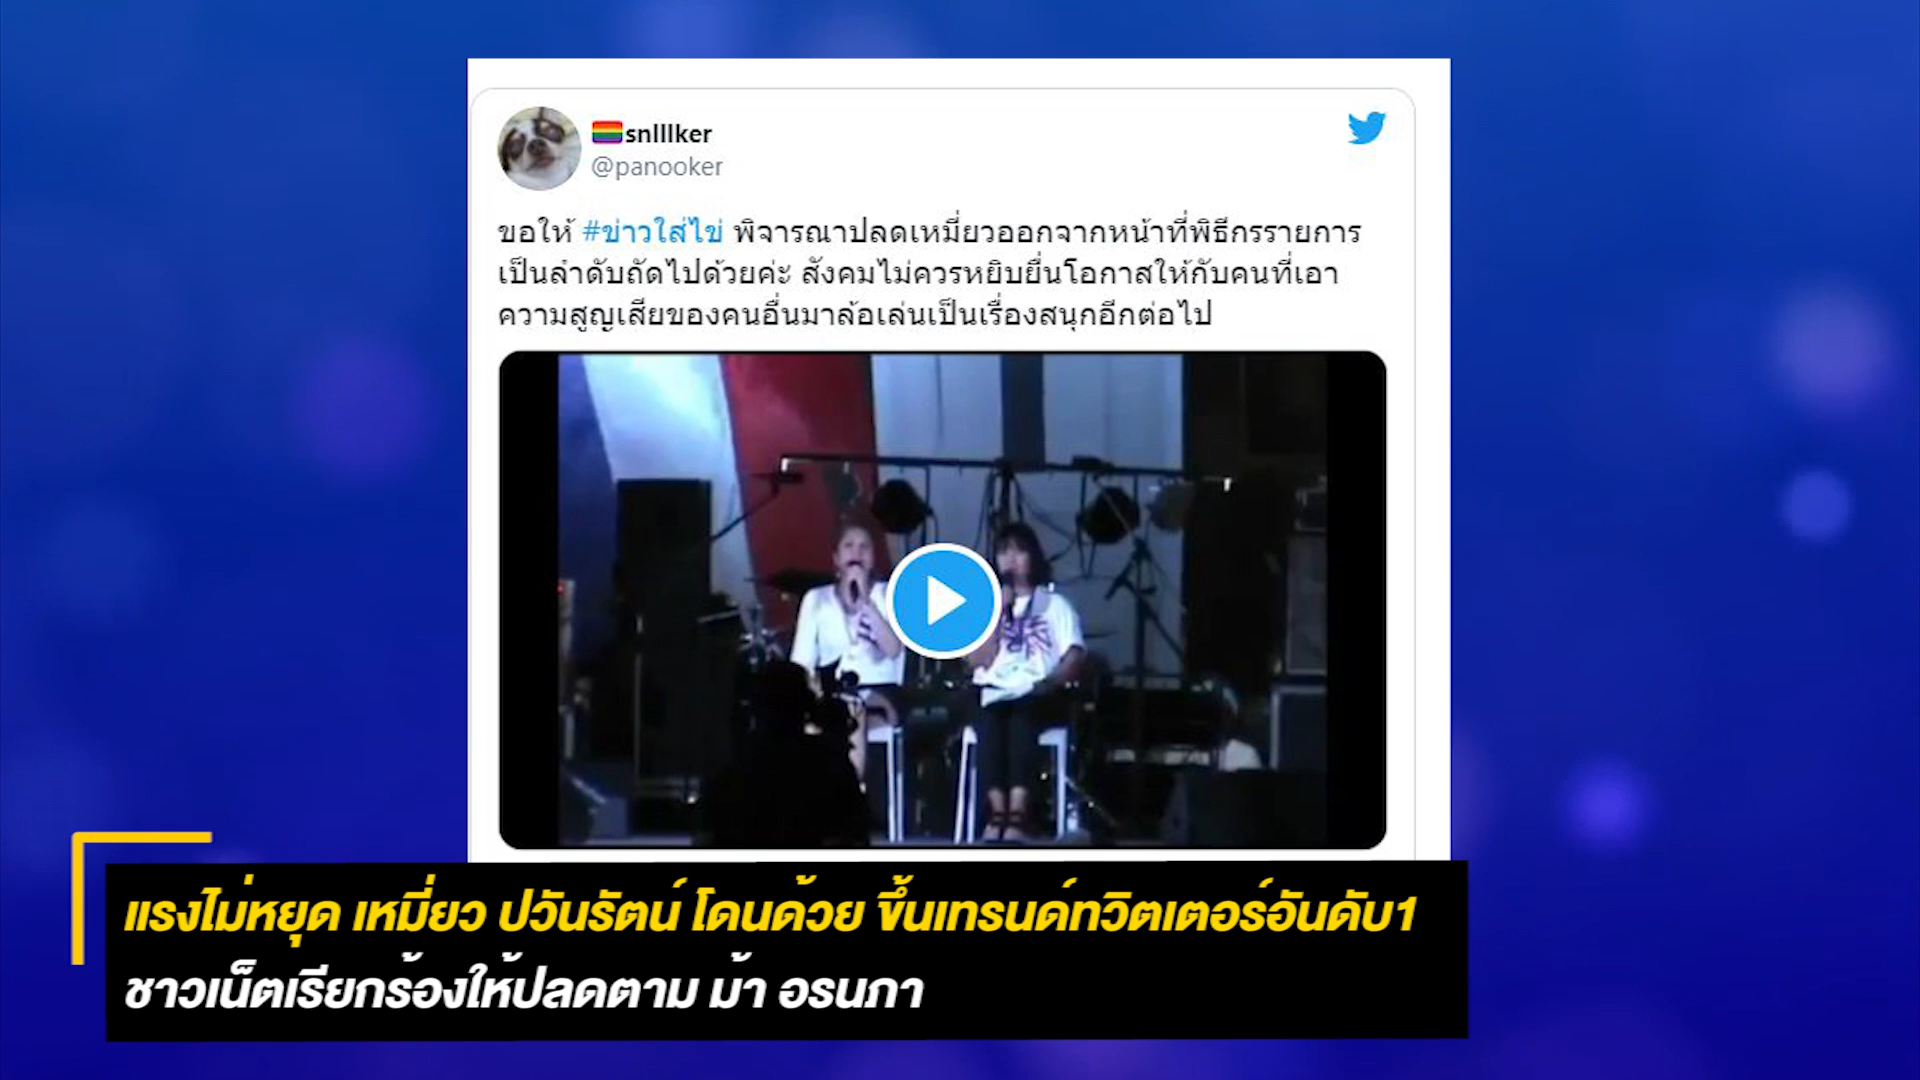 snlllker
@panooker
ขอให้ #ข่าวใส่ไข่ พิจารณาปลดเหมี่ยวออกจากหน้าที่พิธีกรรายการ
เป็นลำดับถัดไปด้วยค่ะ สังคมไม่ควรหยิบยื่นโอกาสให้กับคนที่เอา
ความสูญเสียของคนอื่นมาล้อเล่นเป็นเรื่องสนุกอีกต่อไป
แรงไม่หยุด เหมี่ยว ปวันรัตน์ โดนด้วย ขึ้นเทรนด์ทวิตเตอร์อันดับ1
ชาวเน็ตเรียกร้องให้ปลดตาม ม้า อรนภา